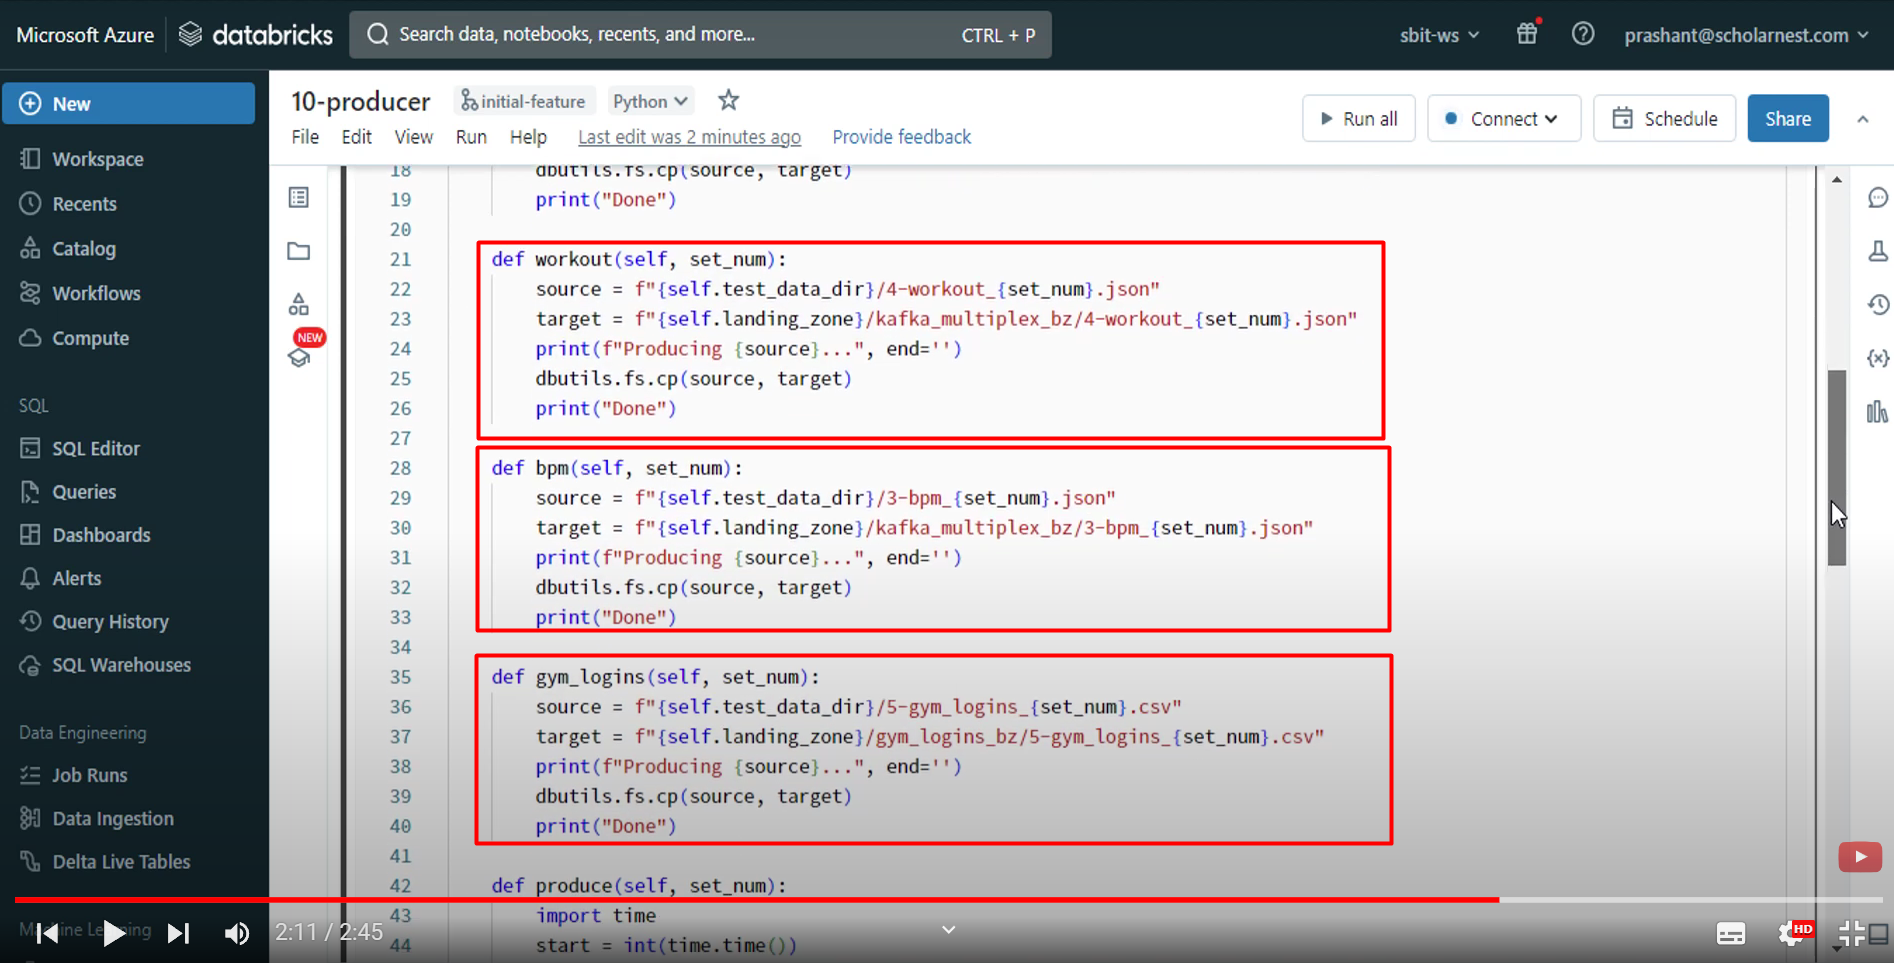 Microsoft Azure
databricks
Search data, notebooks, recents, and more...
CTRL + P
sbit-ws
prashant@scholarnest.com
New
Workspace
Recents
Catalog
Workflows
Compute
SQL
SQL Editor
Queries
Dashboards
Alerts
Query History
SQL Warehouses
Data Engineering
Job Runs
Data Ingestion
Delta Live Tables
Machine Learning
10-producer
initial-feature
Python
File Edit View Run Help Last edit was 2 minutes ago Provide feedback
Run all
Connect
Schedule
Share
NEW
18 dbutils.fs.cp(source, target)
19 print("Done")
20
21 def workout(self, set_num):
22 source = f"{self.test_data_dir}/4-workout_{set_num}.json"
23 target = f"{self.landing_zone}/kafka_multiplex_bz/4-workout_{set_num}.json"
24 print(f"Producing {source}...", end='')
25 dbutils.fs.cp(source, target)
26 print("Done")
27
28 def bpm(self, set_num):
29 source = f"{self.test_data_dir}/3-bpm_{set_num}.json"
30 target = f"{self.landing_zone}/kafka_multiplex_bz/3-bpm_{set_num}.json"
31 print(f"Producing {source}...", end='')
32 dbutils.fs.cp(source, target)
33 print("Done")
34
35 def gym_logins(self, set_num):
36 source = f"{self.test_data_dir}/5-gym_logins_{set_num}.csv"
37 target = f"{self.landing_zone}/gym_logins_bz/5-gym_logins_{set_num}.csv"
38 print(f"Producing {source}...", end='')
39 dbutils.fs.cp(source, target)
40 print("Done")
41
42 def produce(self, set_num):
43 import time
44 start = int(time.time())
2:11 / 2:45
HD